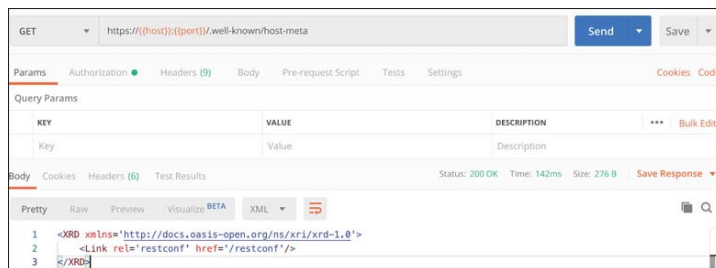 GET https://{{host}}:{{port}}/.well-known/host-meta Send Save
Params Authorization Headers (9) Body Pre-request Script Tests Settings Cookies Cod
Query Params
KEY VALUE DESCRIPTION ••• Bulk Edit
Key Value Description
Body Cookies Headers (6) Test Results Status: 200 OK Time: 142ms Size: 276 B Save Response
Pretty Raw Preview Visualize BETA XML
1 <XRD xmlns='http://docs.oasis-open.org/ns/xri/xrd-1.0'>
2 <Link rel='restconf' href='/restconf'/>
3 </XRD>